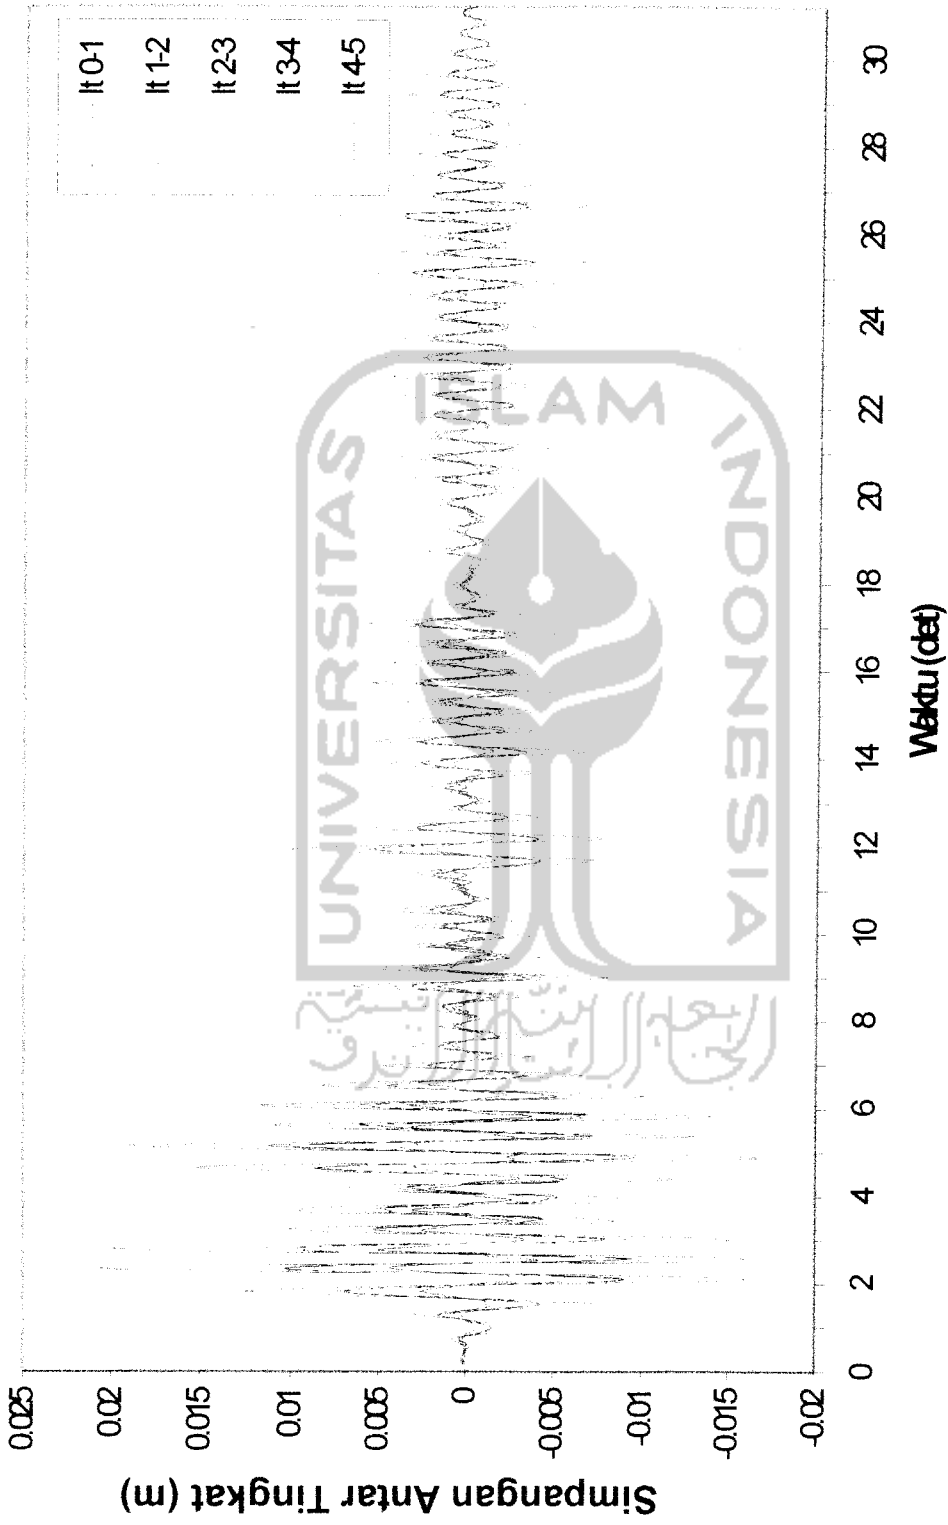 lt 0-1
lt 1-2
lt 2-3
lt 3-4
lt 4-5
0.025
0.02
0.015
0.01
0.005
0
-0.005
-0.01
-0.015
-0.02
Simpangan Antar Tingkat (m)
0 2 4 6 8 10 12 14 16 18 20 22 24 26 28 30
Waktu (det)
UNIVERSITAS
ISLAM
INDONESIA